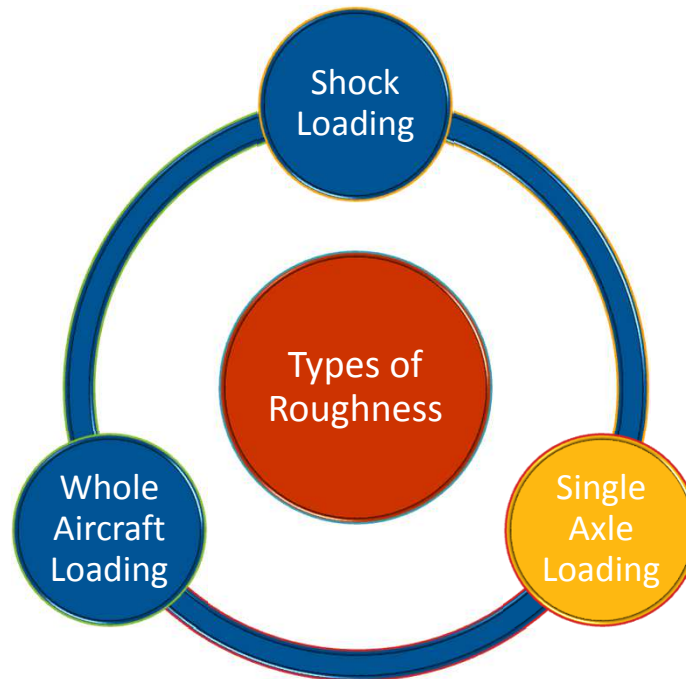 Shock
Loading
Types of
Roughness
Whole
Aircraft
Loading
Single
Axle
Loading